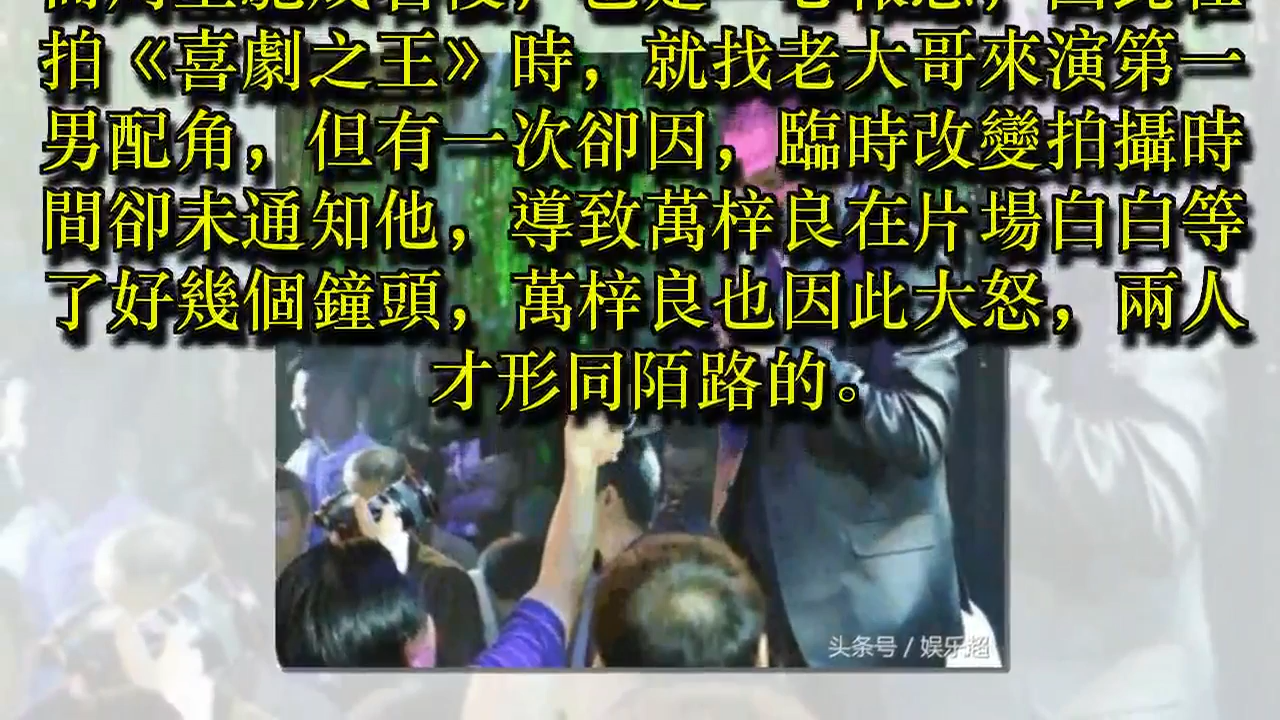 拍《喜劇之王》時，就找老大哥來演第一
男配角，但有一次卻因，臨時改變拍攝時
間卻未通知他，導致萬梓良在片場白白等
了好幾個鐘頭，萬梓良也因此大怒，兩人
才形同陌路的。
头条号 / 娱乐超